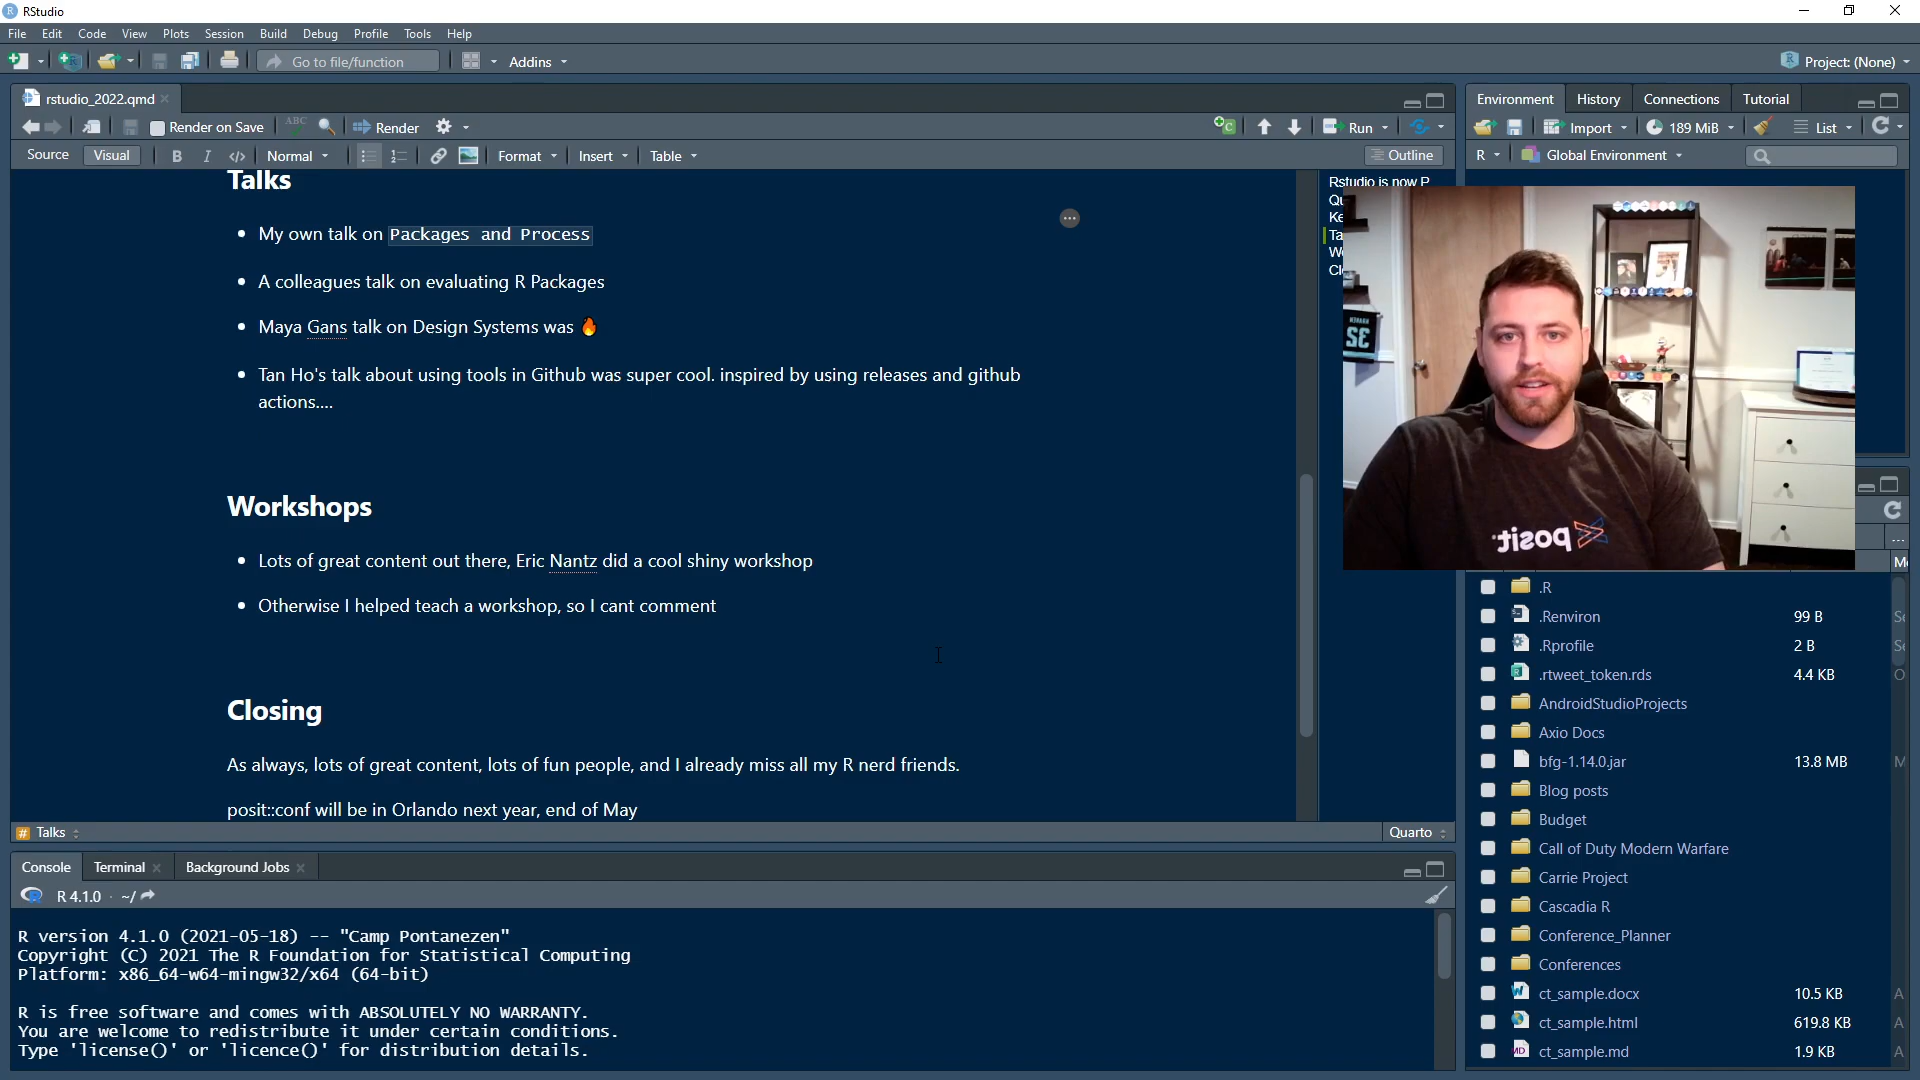 RStudio
File Edit Code View Plots Session Build Debug Profile Tools Help
Go to file/function Addins Project: (None)
rstudio_2022.qmd
Render on Save ABC Render Run
Source Visual B I </> Normal Format Insert Table Outline
Talks
My own talk on Packages and Process
A colleagues talk on evaluating R Packages
Maya Gans talk on Design Systems was 🔥
Tan Ho's talk about using tools in Github was super cool. inspired by using releases and github
actions....
Workshops
Lots of great content out there, Eric Nantz did a cool shiny workshop
Otherwise I helped teach a workshop, so I cant comment
Closing
As always, lots of great content, lots of fun people, and I already miss all my R nerd friends.
posit::conf will be in Orlando next year, end of May
# Talks Quarto
Rstudio is now P
Qu
Ke
Ta
W
Cl
Console Terminal Background Jobs
R 4.1.0 · ~/
R version 4.1.0 (2021-05-18) -- "Camp Pontanezen"
Copyright (C) 2021 The R Foundation for Statistical Computing
Platform: x86_64-w64-mingw32/x64 (64-bit)
R is free software and comes with ABSOLUTELY NO WARRANTY.
You are welcome to redistribute it under certain conditions.
Type 'license()' or 'licence()' for distribution details.
Environment History Connections Tutorial
Import 189 MiB List
R Global Environment
35
posit
.R
.Renviron 99 B
.Rprofile 2 B
.rtweet_token.rds 4.4 KB
AndroidStudioProjects
Axio Docs
bfg-1.14.0.jar 13.8 MB
Blog posts
Budget
Call of Duty Modern Warfare
Carrie Project
Cascadia R
Conference_Planner
Conferences
ct_sample.docx 10.5 KB
ct_sample.html 619.8 KB
ct_sample.md 1.9 KB